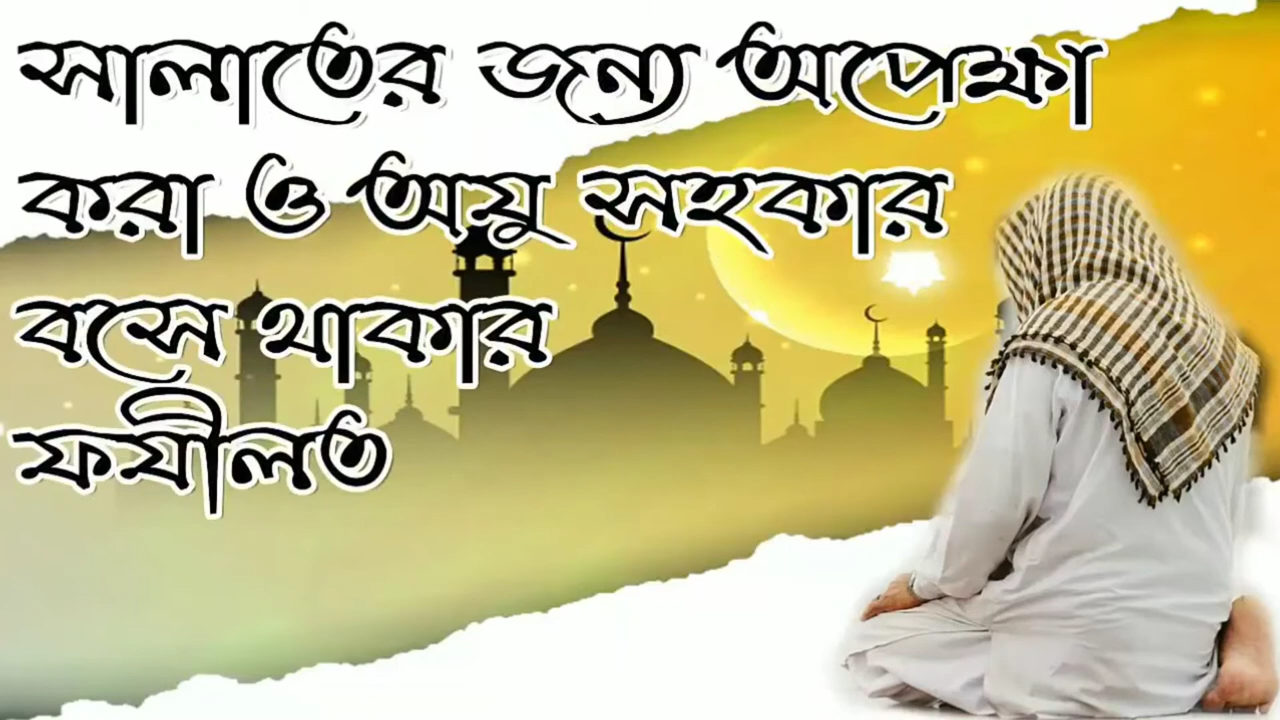 সালাতের জন্য অপেক্ষা
করা ও অযু সহকার
বসে থাকার
ফযীলত